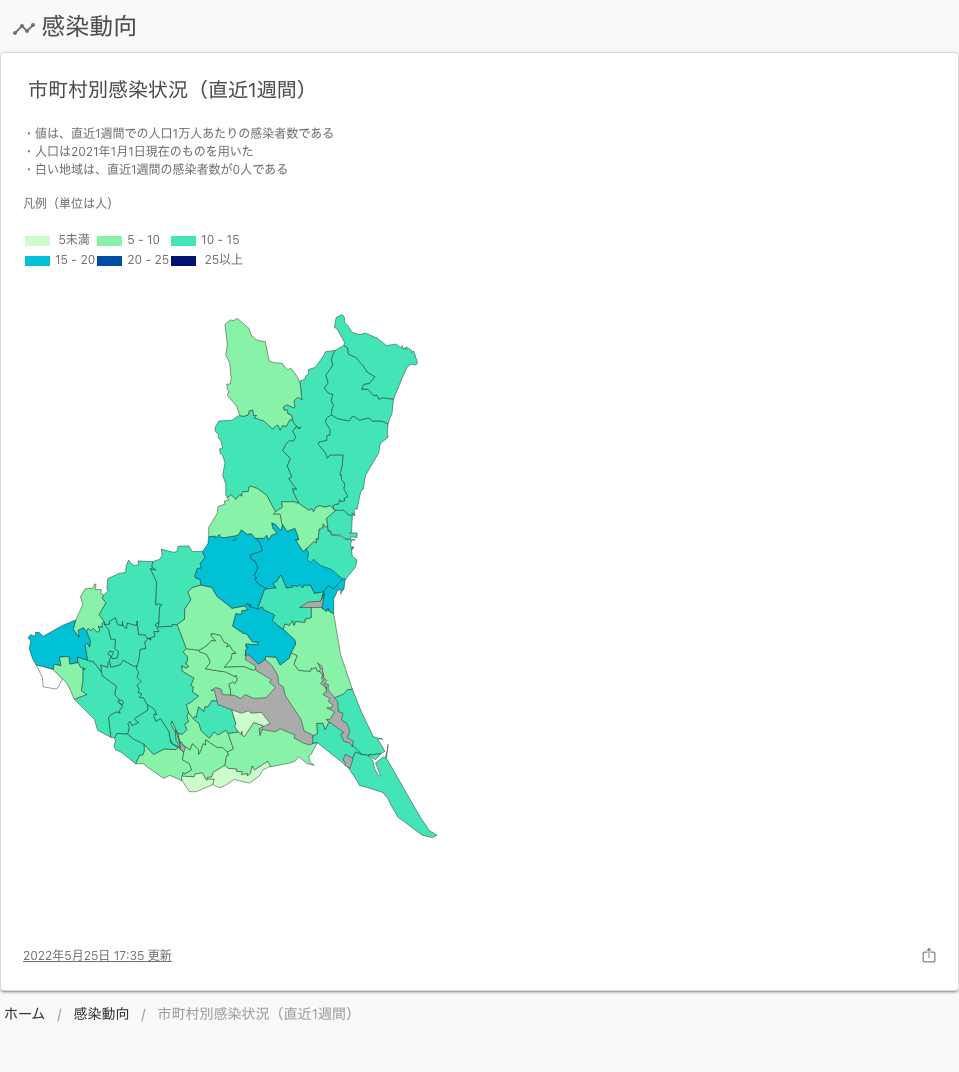 感染動向
市町村別感染状況（直近1週間）
・値は、直近1週間での人口1万人あたりの感染者数である
・人口は2021年1月1日現在のものを用いた
・白い地域は、直近1週間の感染者数が0人である
凡例（単位は人）
5未満 5 - 10 10 - 15
15 - 20 20 - 25 25以上
2022年5月25日 17:35 更新
ホーム / 感染動向 / 市町村別感染状況（直近1週間）